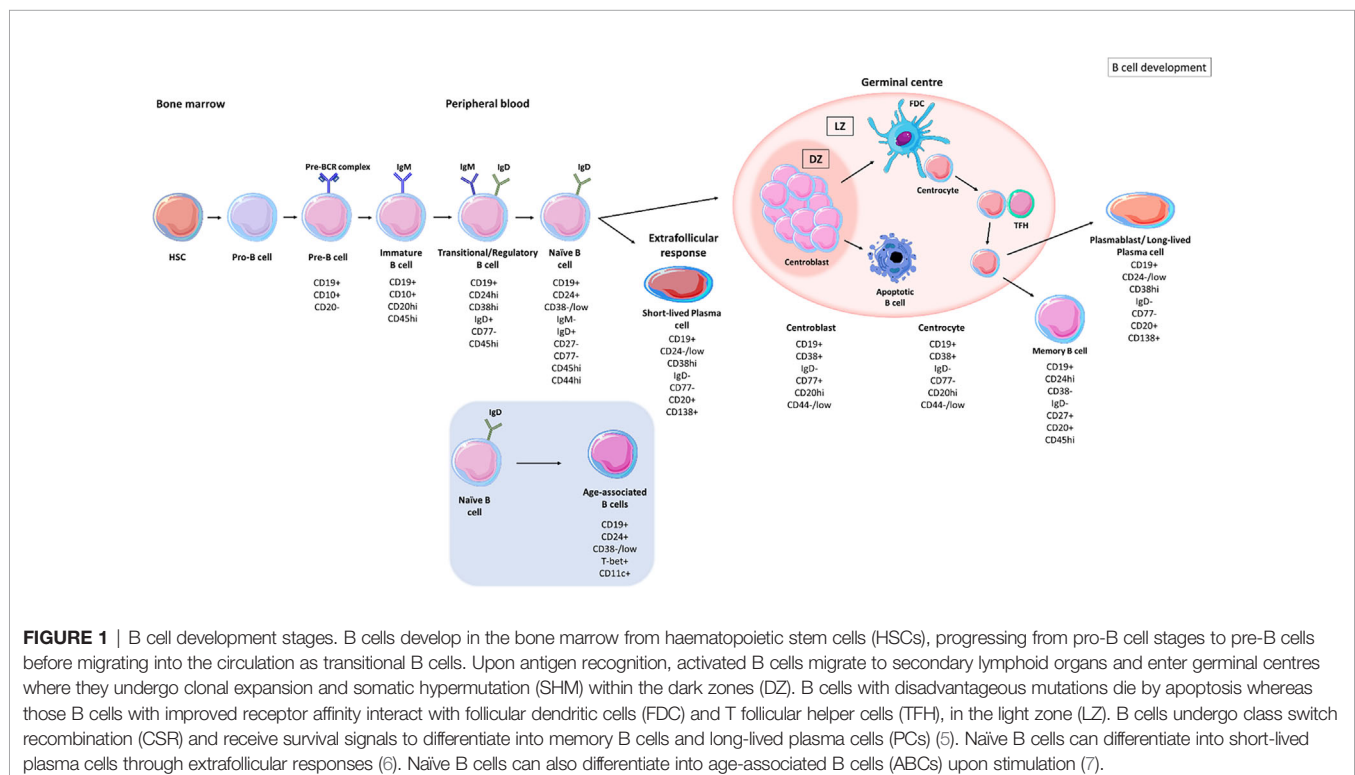 B cell development
Bone marrow
Peripheral blood
Germinal centre
Pre-BCR complex
IgM
IgM
IgD
IgD
HSC
Pro-B cell
Pre-B cell
CD19+
CD10+
CD20-
Immature
B cell
CD19+
CD10+
CD20hi
CD45hi
Transitional/Regulatory
B cell
CD19+
CD24hi
CD38hi
IgD+
CD77-
CD45hi
Naïve B
cell
CD19+
CD24+
CD38-/low
IgM-
IgD+
CD27-
CD77-
CD45hi
CD44hi
Extrafollicular
response
Short-lived Plasma
cell
CD19+
CD24-/low
CD38hi
IgD-
CD77-
CD20+
CD138+
FDC
LZ
DZ
Centrocyte
TFH
Centroblast
Apoptotic
B cell
Centroblast
CD19+
CD38+
IgD-
CD77+
CD20hi
CD44-/low
Centrocyte
CD19+
CD38+
IgD-
CD77-
CD20hi
CD44-/low
Plasmablast/ Long-lived
Plasma cell
CD19+
CD24-/low
CD38hi
IgD-
CD77-
CD20+
CD138+
Memory B cell
CD19+
CD24hi
CD38-
IgD-
CD27+
CD20+
CD45hi
IgD
Naïve B
cell
Age-associated
B cells
CD19+
CD24+
CD38-/low
T-bet+
CD11c+
FIGURE 1 | B cell development stages. B cells develop in the bone marrow from haematopoietic stem cells (HSCs), progressing from pro-B cell stages to pre-B cells
before migrating into the circulation as transitional B cells. Upon antigen recognition, activated B cells migrate to secondary lymphoid organs and enter germinal centres
where they undergo clonal expansion and somatic hypermutation (SHM) within the dark zones (DZ). B cells with disadvantageous mutations die by apoptosis whereas
those B cells with improved receptor affinity interact with follicular dendritic cells (FDC) and T follicular helper cells (TFH), in the light zone (LZ). B cells undergo class switch
recombination (CSR) and receive survival signals to differentiate into memory B cells and long-lived plasma cells (PCs) (5). Naïve B cells can differentiate into short-lived
plasma cells through extrafollicular responses (6). Naïve B cells can also differentiate into age-associated B cells (ABCs) upon stimulation (7).